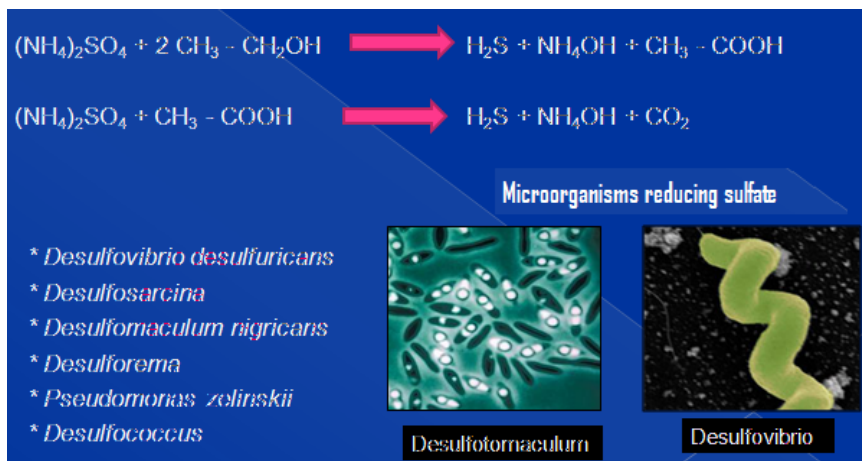 (NH₄)₂SO₄ + 2 CH₃ - CH₂OH H₂S + NH₄OH + CH₃ - COOH
(NH₄)₂SO₄ + CH₃ - COOH H₂S + NH₄OH + CO₂
Microorganisms reducing sulfate
* Desulfovibrio desulfuricans
* Desulfosarcina
* Desulfomaculum nigricans
* Desulforema
* Pseudomonas zelinskii
* Desulfococcus
Desulfotomaculum
Desulfovibrio